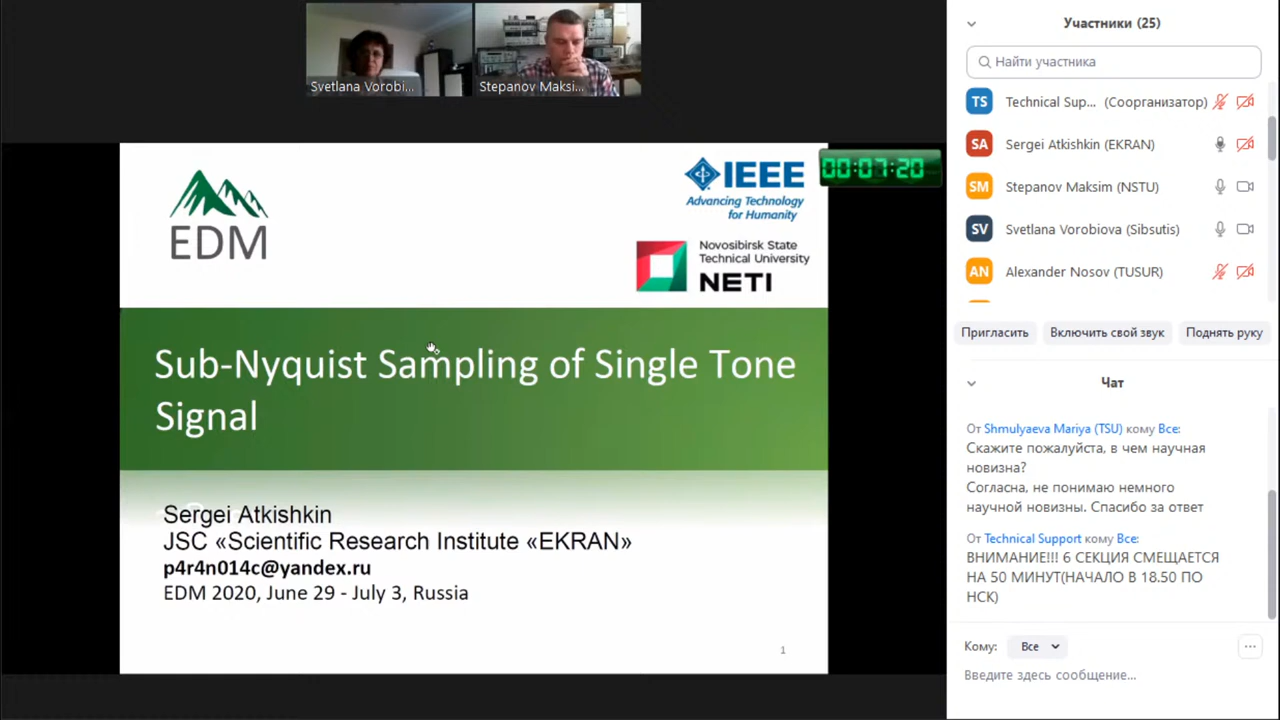 Svetlana Vorobi...
Stepanov Maksi...
EDM
IEEE
Advancing Technology
for Humanity
Novosibirsk State
Technical University
NETI
00:07:20
Sub-Nyquist Sampling of Single Tone
Signal
Sergei Atkishkin
JSC «Scientific Research Institute «EKRAN»
p4r4n014c@yandex.ru
EDM 2020, June 29 - July 3, Russia
1
Участники (25)
Найти участника
TS Technical Sup... (Соорганизатор)
SA Sergei Atkishkin (EKRAN)
SM Stepanov Maksim (NSTU)
SV Svetlana Vorobiova (Sibsutis)
AN Alexander Nosov (TUSUR)
Пригласить Включить свой звук Поднять руку
Чат
От Shmulyaeva Mariya (TSU) кому Все:
Скажите пожалуйста, в чем научная
новизна?
Согласна, не понимаю немного
научной новизны. Спасибо за ответ
От Technical Support кому Все:
ВНИМАНИЕ!!! 6 СЕКЦИЯ СМЕЩАЕТСЯ
НА 50 МИНУТ(НАЧАЛО В 18.50 ПО
НСК)
Кому: Все
Введите здесь сообщение...